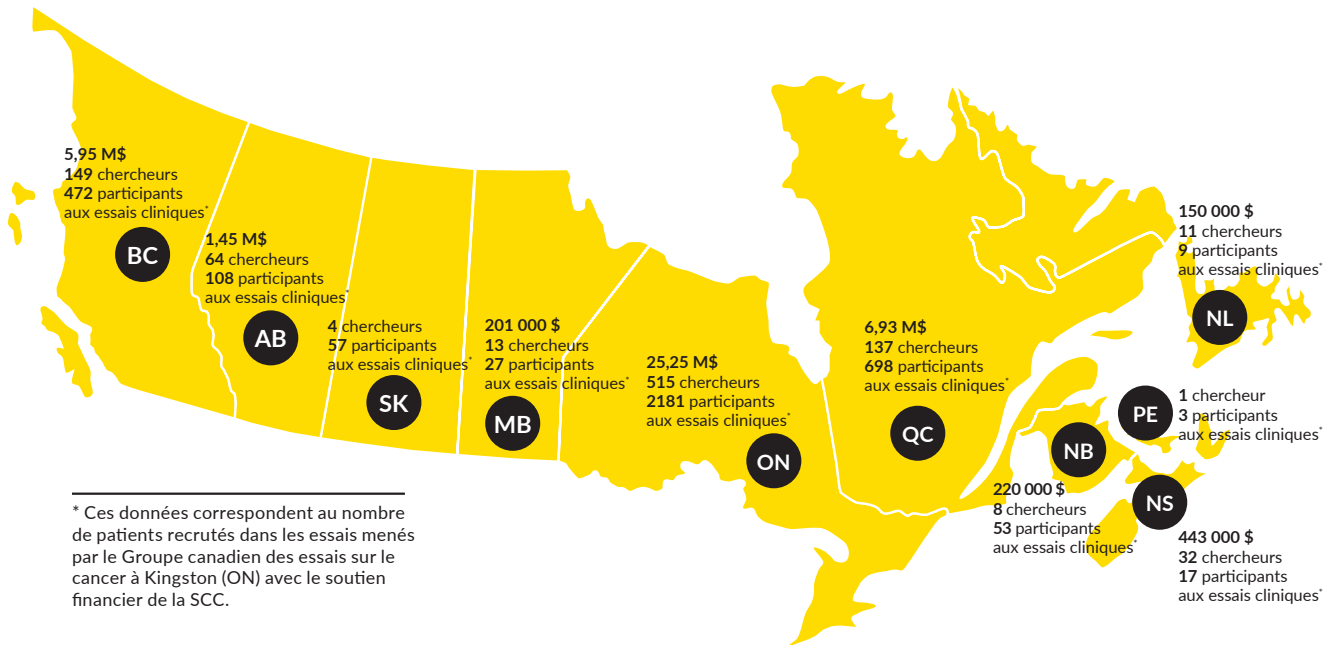 5,95 M$
149 chercheurs
472 participants
aux essais cliniques*
BC
1,45 M$
64 chercheurs
108 participants
aux essais cliniques*
AB
4 chercheurs
57 participants
aux essais cliniques*
SK
201 000 $
13 chercheurs
27 participants
aux essais cliniques*
MB
25,25 M$
515 chercheurs
2181 participants
aux essais cliniques*
ON
6,93 M$
137 chercheurs
698 participants
aux essais cliniques*
QC
150 000 $
11 chercheurs
9 participants
aux essais cliniques*
NL
1 chercheur
3 participants
aux essais cliniques*
PE
NB
220 000 $
8 chercheurs
53 participants
aux essais cliniques*
NS
443 000 $
32 chercheurs
17 participants
aux essais cliniques*
* Ces données correspondent au nombre
de patients recrutés dans les essais menés
par le Groupe canadien des essais sur le
cancer à Kingston (ON) avec le soutien
financier de la SCC.